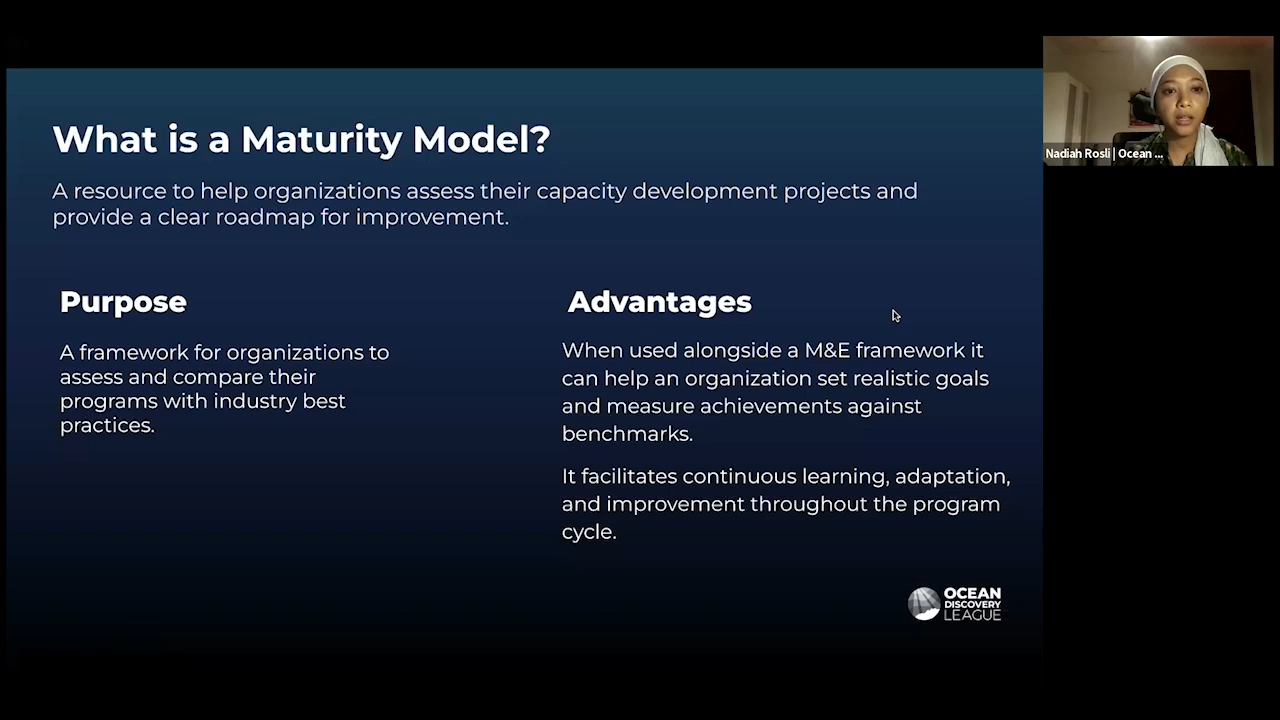 What is a Maturity Model?
A resource to help organizations assess their capacity development projects and
provide a clear roadmap for improvement.
Purpose
A framework for organizations to
assess and compare their
programs with industry best
practices.
Advantages
When used alongside a M&E framework it
can help an organization set realistic goals
and measure achievements against
benchmarks.
It facilitates continuous learning, adaptation,
and improvement throughout the program
cycle.
OCEAN
DISCOVERY
LEAGUE
Nadiah Rosli | Ocean ...